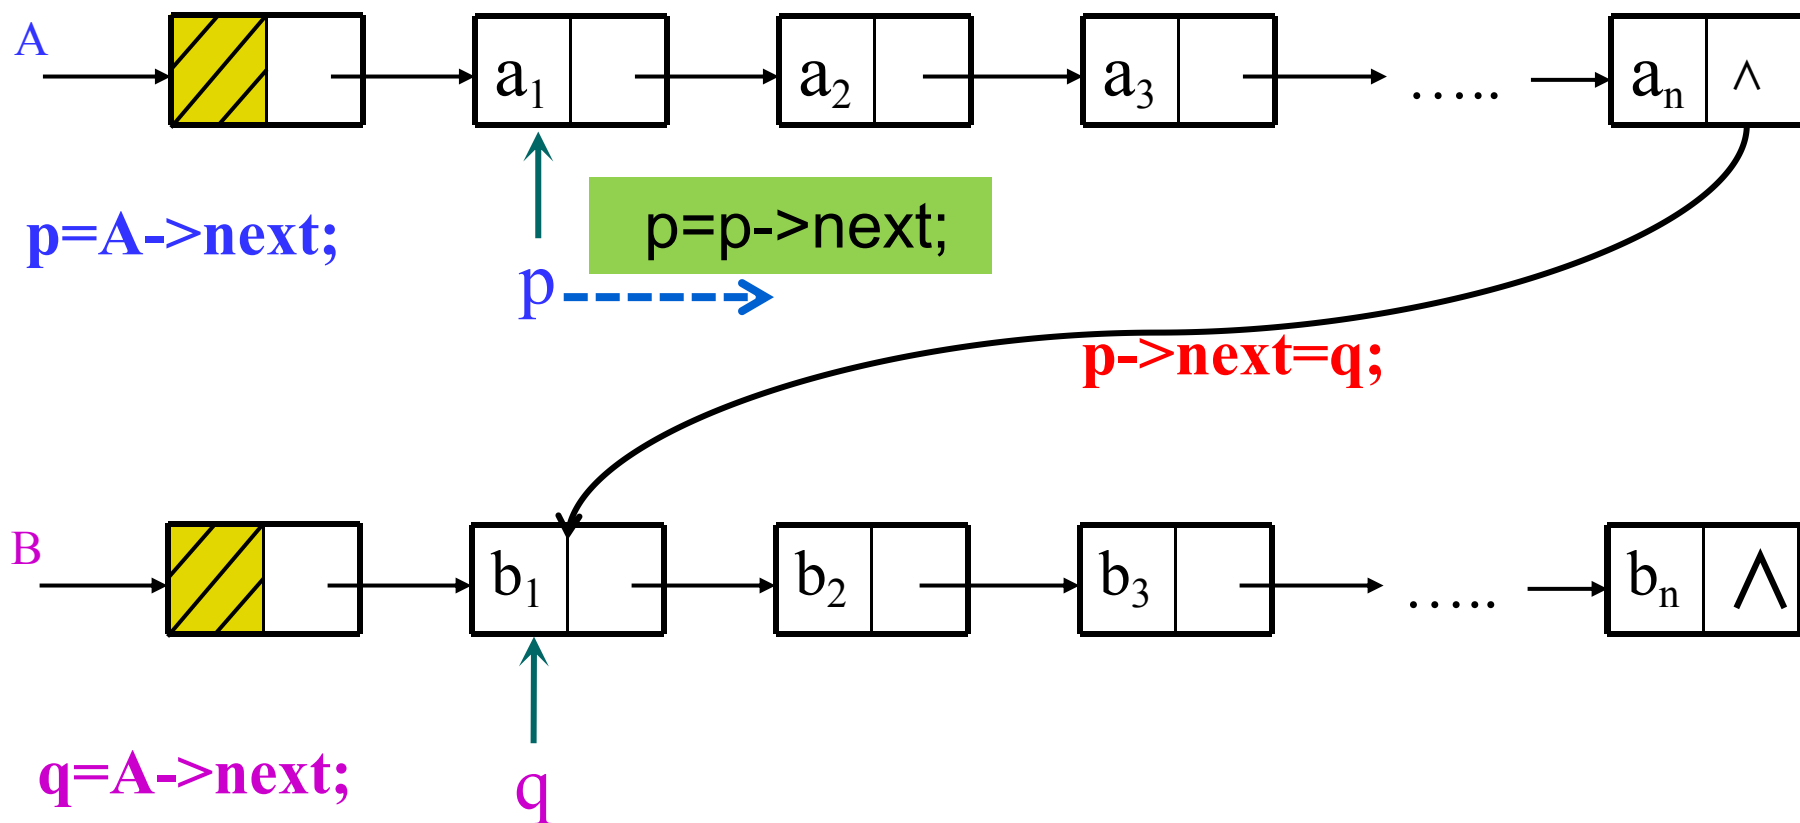 A
a₁ a₂ a₃ ..... aₙ ^
p=A->next;
p=p->next;
p
p->next=q;
B
b₁ b₂ b₃ ..... bₙ ^
q=A->next;
q